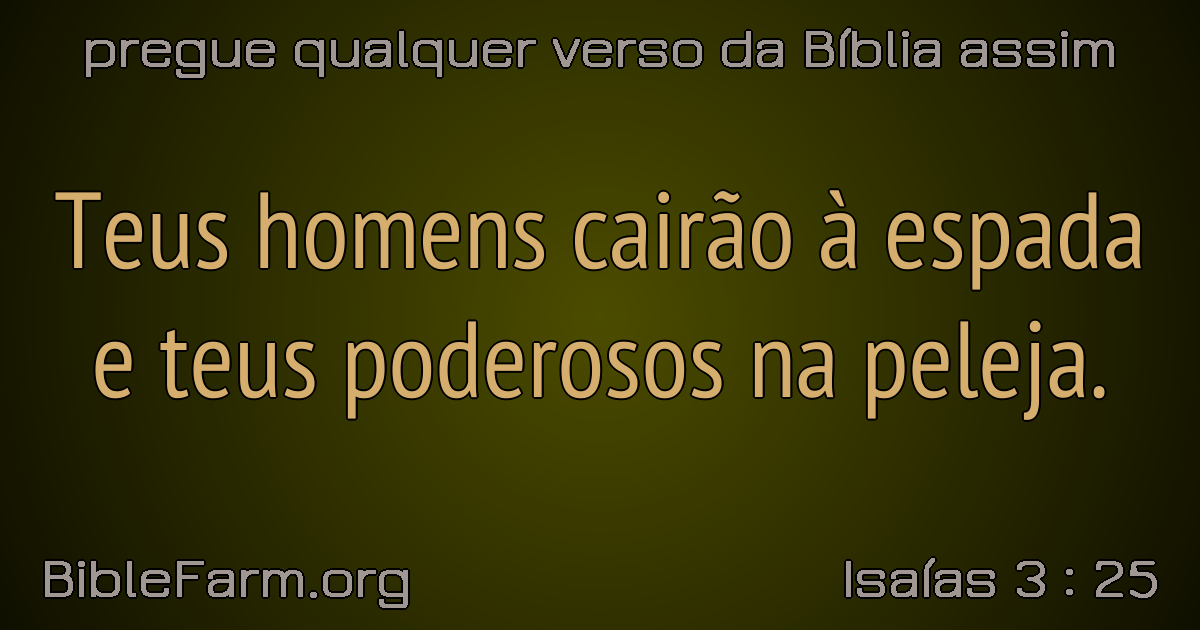 pregue qualquer verso da Bíblia assim
Teus homens cairão à espada
e teus poderosos na peleja.
BibleFarm.org
Isaías 3 : 25